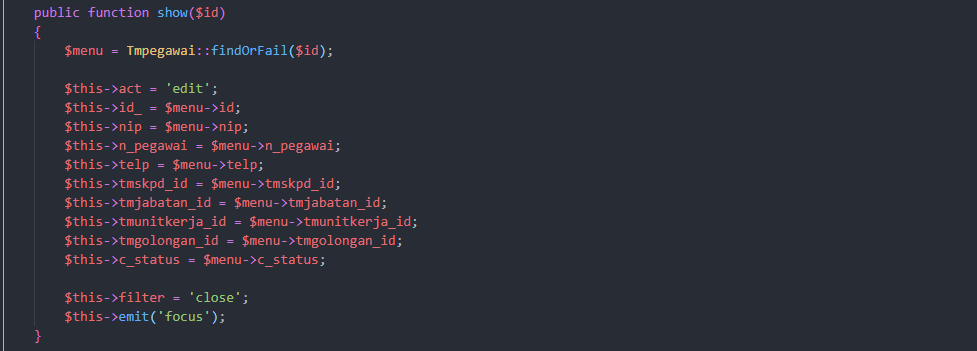 public function show($id)
{
$menu = Tmpegawai::findOrFail($id);
$this->act = 'edit';
$this->id_ = $menu->id;
$this->nip = $menu->nip;
$this->n_pegawai = $menu->n_pegawai;
$this->telp = $menu->telp;
$this->tmskpd_id = $menu->tmskpd_id;
$this->tmjabatan_id = $menu->tmjabatan_id;
$this->tmunitkerja_id = $menu->tmunitkerja_id;
$this->tmgolongan_id = $menu->tmgolongan_id;
$this->c_status = $menu->c_status;
$this->filter = 'close';
$this->emit('focus');
}